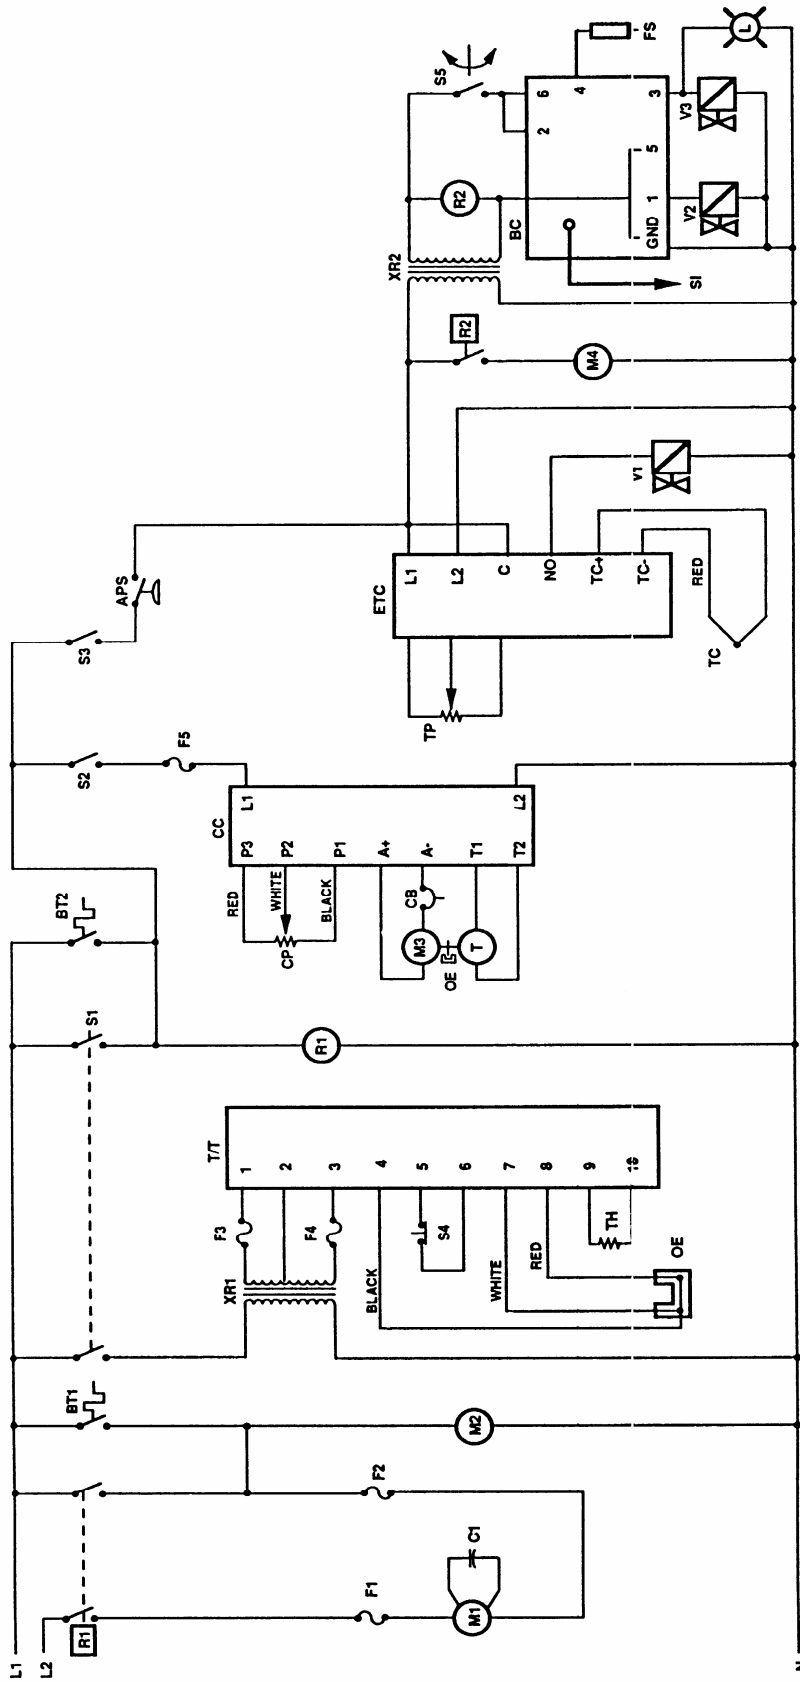 L1
L2
R1
F1
M1
C1
F2
BT1
M2
XR1
F3
F4
T/T
1
2
3
4
5
6
7
8
9
10
BLACK
S4
WHITE
RED
TH
OE
S1
R1
BT2
CC
P3
P2
P1
A+
A-
T1
T2
L1
L2
RED
WHITE
BLACK
CP
M3
CB
OE
T
S2
F5
S3
APS
ETC
L1
L2
C
NO
TC+
TC-
TP
RED
TC
V1
R2
M4
XR2
R2
S5
BC
2
6
4
FS
GND
1
5
3
SI
V2
V3
L